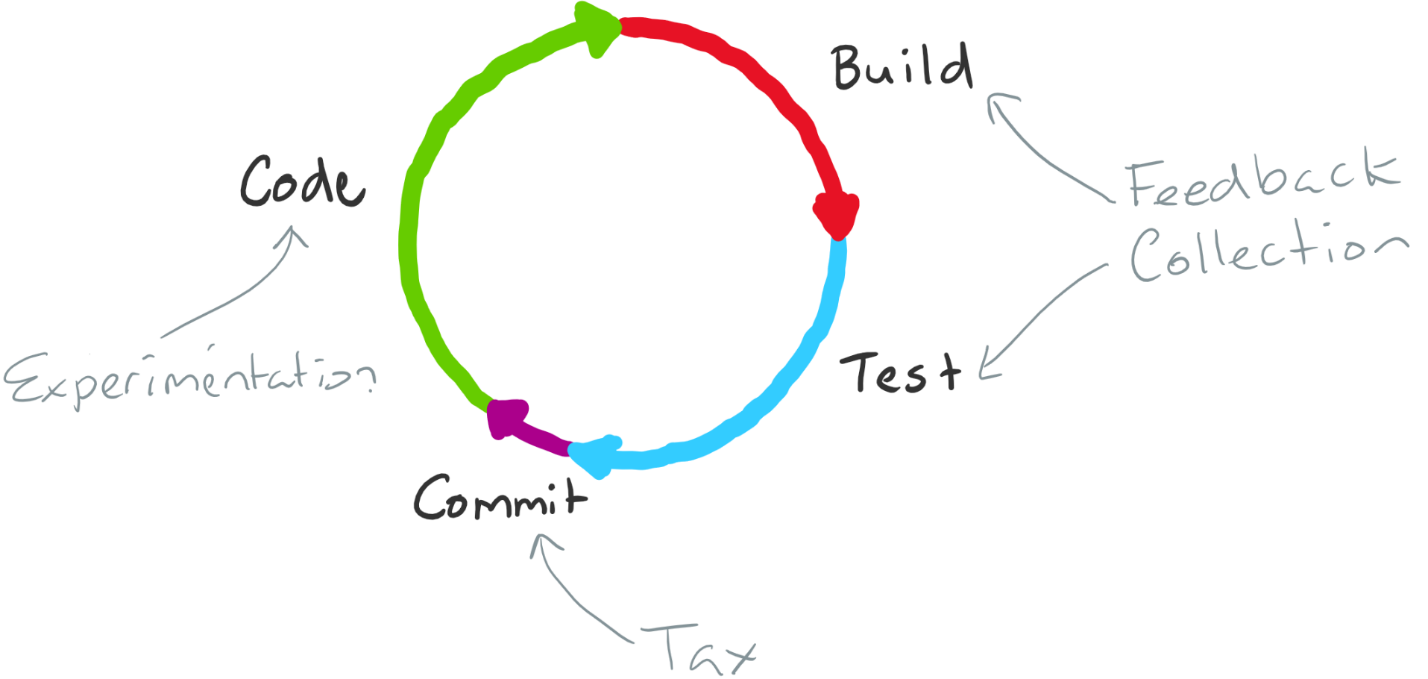 Build
Code
Feedback
Collection
Test
Experimentation
Commit
Tax